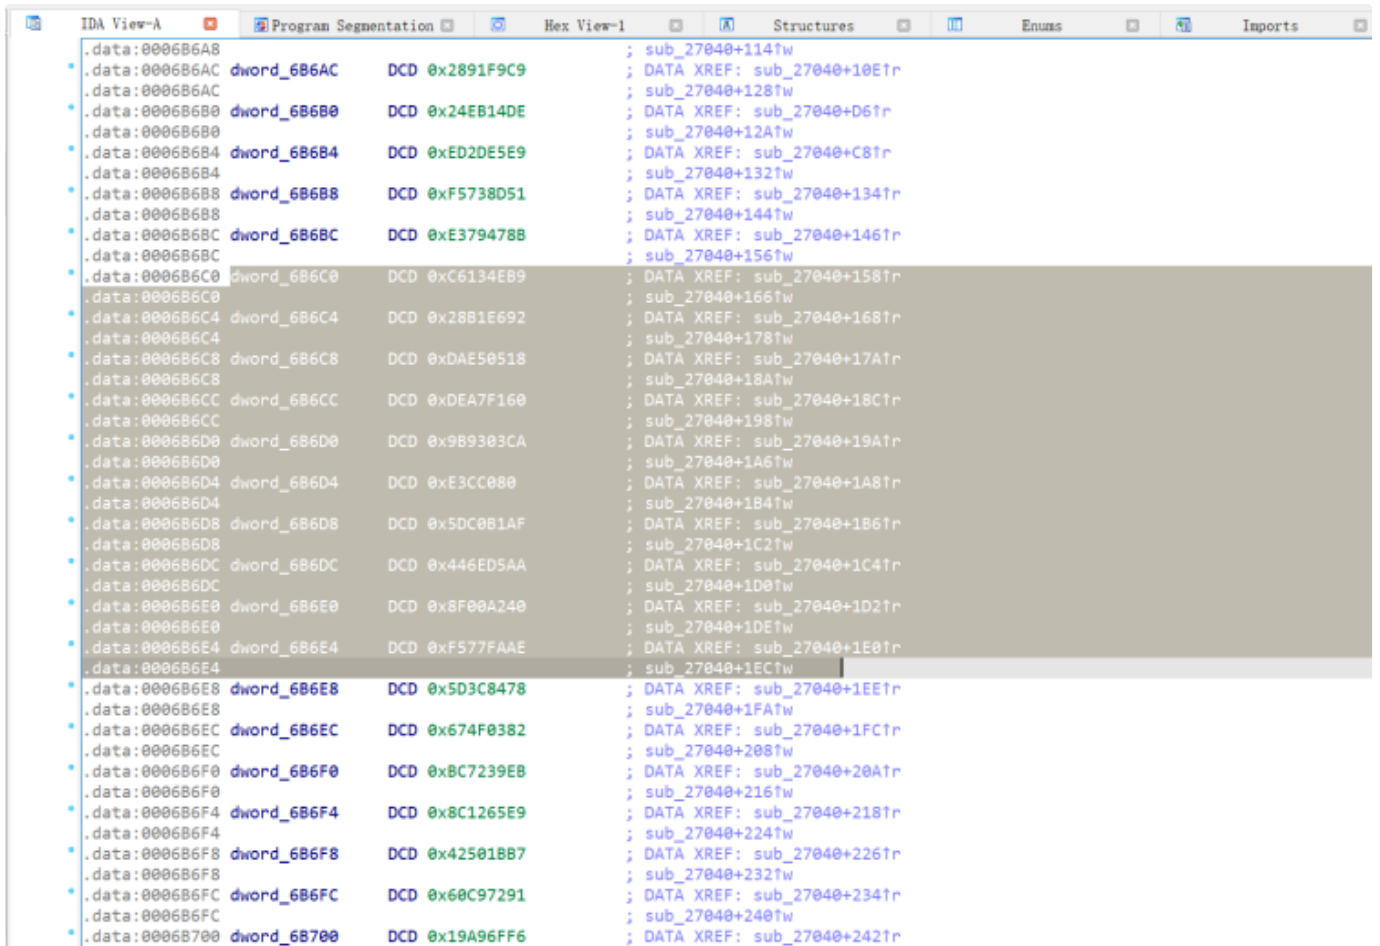 IDA View-A Program Segmentation Hex View-1 Structures Enums Imports
.data:0006B6A8 ; sub_27040+114↑w
.data:0006B6AC dword_6B6AC DCD 0x2891F9C9 ; DATA XREF: sub_27040+10E↑r
.data:0006B6AC ; sub_27040+128↑w
.data:0006B6B0 dword_6B6B0 DCD 0x24EB14DE ; DATA XREF: sub_27040+D6↑r
.data:0006B6B0 ; sub_27040+12A↑w
.data:0006B6B4 dword_6B6B4 DCD 0xED2DE5E9 ; DATA XREF: sub_27040+C8↑r
.data:0006B6B4 ; sub_27040+132↑w
.data:0006B6B8 dword_6B6B8 DCD 0xF5738D51 ; DATA XREF: sub_27040+134↑r
.data:0006B6B8 ; sub_27040+144↑w
.data:0006B6BC dword_6B6BC DCD 0xE379478B ; DATA XREF: sub_27040+146↑r
.data:0006B6BC ; sub_27040+156↑w
.data:0006B6C0 dword_6B6C0 DCD 0xC6134EB9 ; DATA XREF: sub_27040+158↑r
.data:0006B6C0 ; sub_27040+166↑w
.data:0006B6C4 dword_6B6C4 DCD 0x28B1E692 ; DATA XREF: sub_27040+168↑r
.data:0006B6C4 ; sub_27040+178↑w
.data:0006B6C8 dword_6B6C8 DCD 0xDAE50518 ; DATA XREF: sub_27040+17A↑r
.data:0006B6C8 ; sub_27040+18A↑w
.data:0006B6CC dword_6B6CC DCD 0xDEA7F160 ; DATA XREF: sub_27040+18C↑r
.data:0006B6CC ; sub_27040+198↑w
.data:0006B6D0 dword_6B6D0 DCD 0x9B9303CA ; DATA XREF: sub_27040+19A↑r
.data:0006B6D0 ; sub_27040+1A6↑w
.data:0006B6D4 dword_6B6D4 DCD 0xE3CC080 ; DATA XREF: sub_27040+1A8↑r
.data:0006B6D4 ; sub_27040+1B4↑w
.data:0006B6D8 dword_6B6D8 DCD 0x5DC0B1AF ; DATA XREF: sub_27040+1B6↑r
.data:0006B6D8 ; sub_27040+1C2↑w
.data:0006B6DC dword_6B6DC DCD 0x446ED5AA ; DATA XREF: sub_27040+1C4↑r
.data:0006B6DC ; sub_27040+1D0↑w
.data:0006B6E0 dword_6B6E0 DCD 0x8F00A240 ; DATA XREF: sub_27040+1D2↑r
.data:0006B6E0 ; sub_27040+1DE↑w
.data:0006B6E4 dword_6B6E4 DCD 0xF577FAAE ; DATA XREF: sub_27040+1E0↑r
.data:0006B6E4 ; sub_27040+1EC↑w
.data:0006B6E8 dword_6B6E8 DCD 0x5D3C8478 ; DATA XREF: sub_27040+1EE↑r
.data:0006B6E8 ; sub_27040+1FA↑w
.data:0006B6EC dword_6B6EC DCD 0x674F0382 ; DATA XREF: sub_27040+1FC↑r
.data:0006B6EC ; sub_27040+208↑w
.data:0006B6F0 dword_6B6F0 DCD 0xBC7239EB ; DATA XREF: sub_27040+20A↑r
.data:0006B6F0 ; sub_27040+216↑w
.data:0006B6F4 dword_6B6F4 DCD 0x8C1265E9 ; DATA XREF: sub_27040+218↑r
.data:0006B6F4 ; sub_27040+224↑w
.data:0006B6F8 dword_6B6F8 DCD 0x42501BB7 ; DATA XREF: sub_27040+226↑r
.data:0006B6F8 ; sub_27040+232↑w
.data:0006B6FC dword_6B6FC DCD 0x60C97291 ; DATA XREF: sub_27040+234↑r
.data:0006B6FC ; sub_27040+240↑w
.data:0006B700 dword_6B700 DCD 0x19A96FF6 ; DATA XREF: sub_27040+242↑r